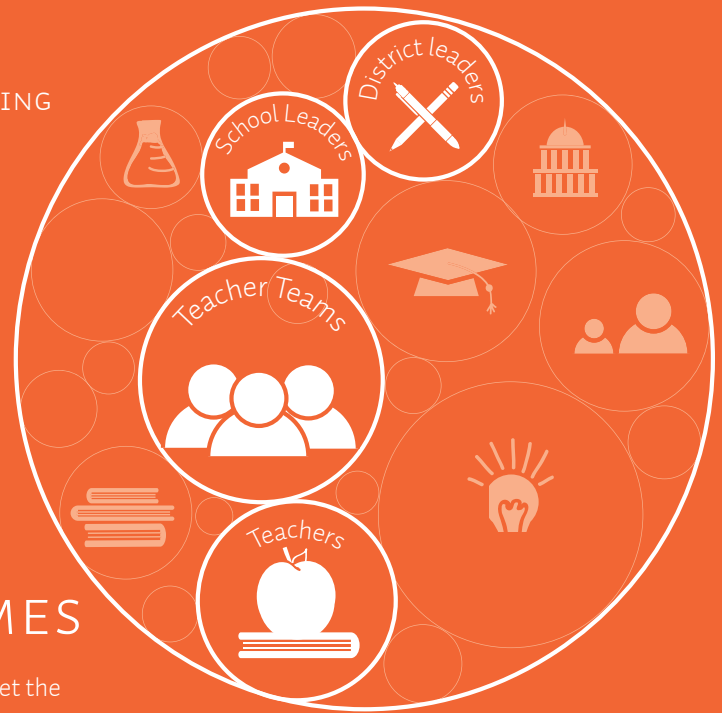 ING
District leaders
School Leaders
Teacher Teams
Teachers
MES
et the